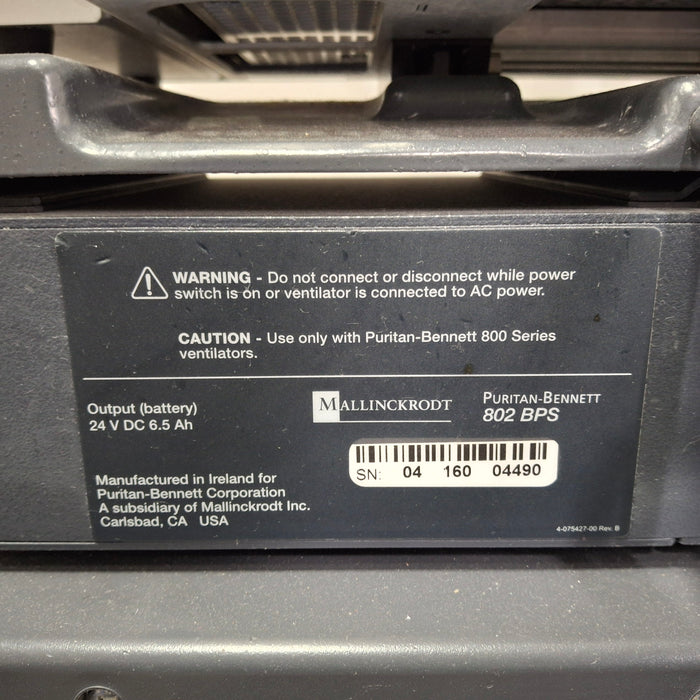 WARNING - Do not connect or disconnect while power
switch is on or ventilator is connected to AC power.
CAUTION - Use only with Puritan-Bennett 800 Series
ventilators.
Output (battery)
24 V DC 6.5 Ah
MALLINCKRODT
PURITAN-BENNETT
802 BPS
SN: 04 160 04490
Manufactured in Ireland for
Puritan-Bennett Corporation
A subsidiary of Mallinckrodt Inc.
Carlsbad, CA USA
4-075427-00 Rev. B